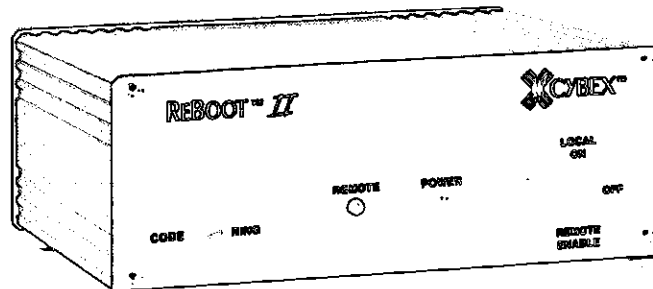 REBOOT™ II
CYBEX™
LOCAL
ON
REMOTE
POWER
OFF
CODE
RING
REMOTE
ENABLE